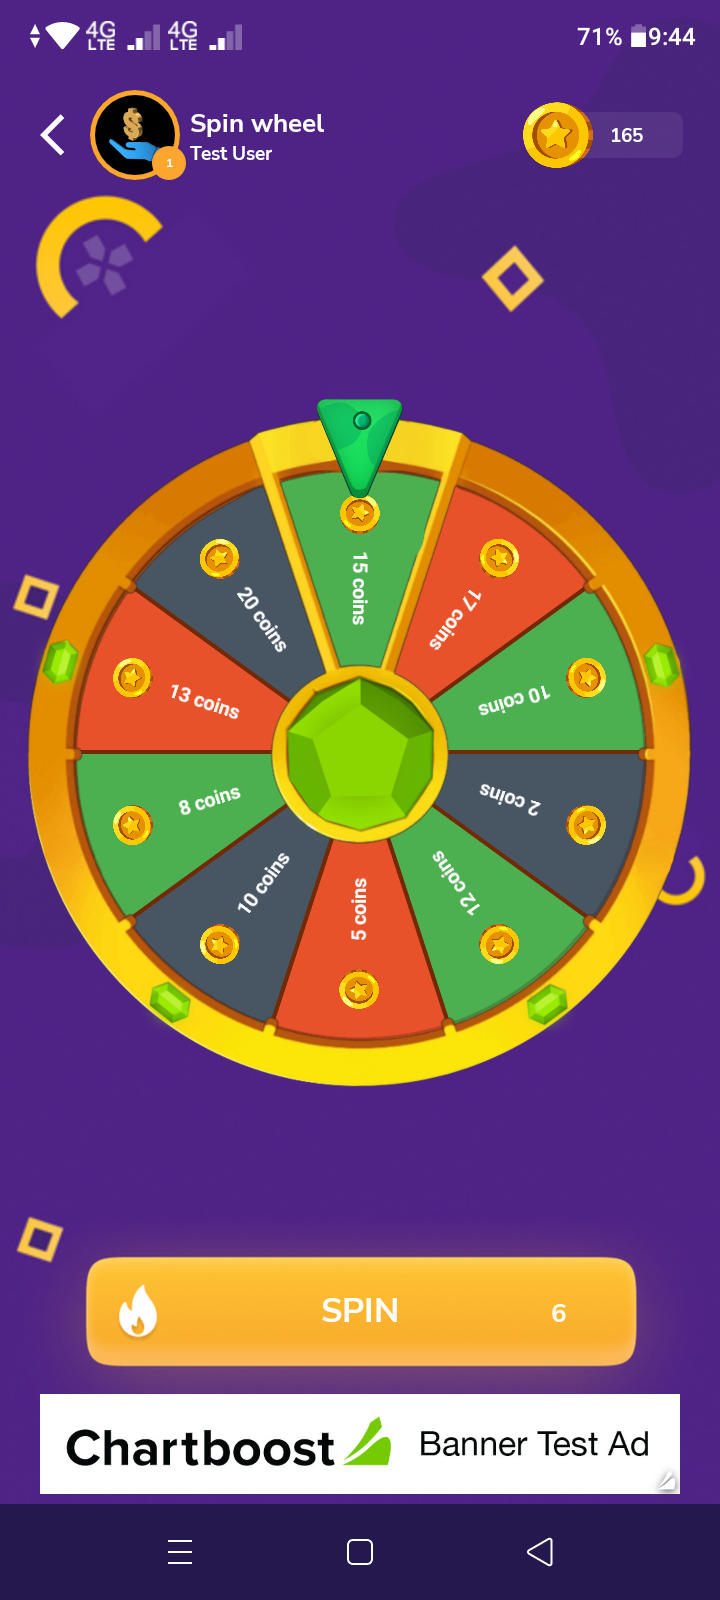 4G LTE 4G LTE 71% 9:44
Spin wheel
Test User
1
165
15 coins
17 coins
10 coins
2 coins
12 coins
5 coins
10 coins
8 coins
13 coins
20 coins
SPIN 6
Chartboost Banner Test Ad